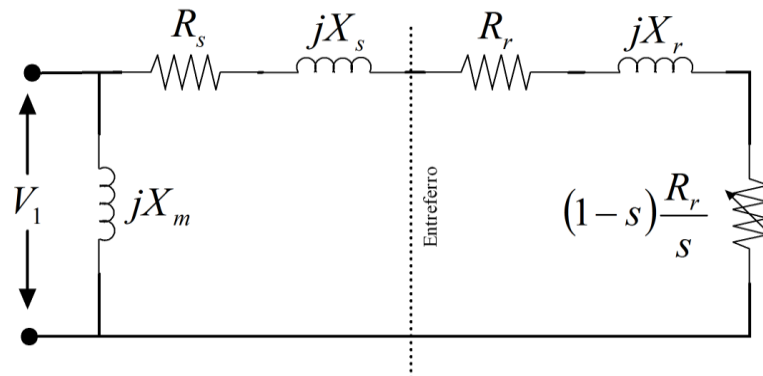 R_s
jX_s
R_r
jX_r
V_1
jX_m
Entreferro
(1−s) R_r/s